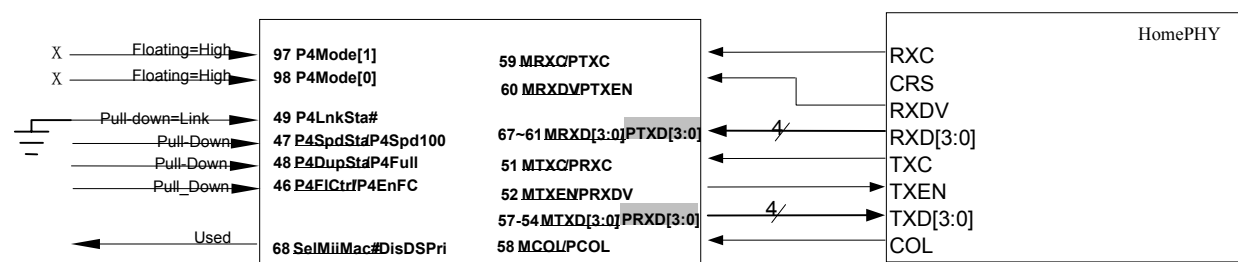 HomePHY
X Floating=High 97 P4Mode[1]
X Floating=High 98 P4Mode[0]
Pull-down=Link 49 P4LnkSta#
Pull-Down 47 P4SpdSta/P4Spd100
Pull-Down 48 P4DupSta/P4Full
Pull_Down 46 P4FlCtrl/P4EnFC
Used 68 SelMiiMac#DisDSPri
59 MRXC/PTXC
60 MRXDV/PTXEN
67~61 MRXD[3:0]PTXD[3:0] 4
51 MTXC/PRXC
52 MTXEN/PRXDV
57-54 MTXD[3:0]PRXD[3:0] 4
58 MCOL/PCOL
RXC
CRS
RXDV
RXD[3:0]
TXC
TXEN
TXD[3:0]
COL